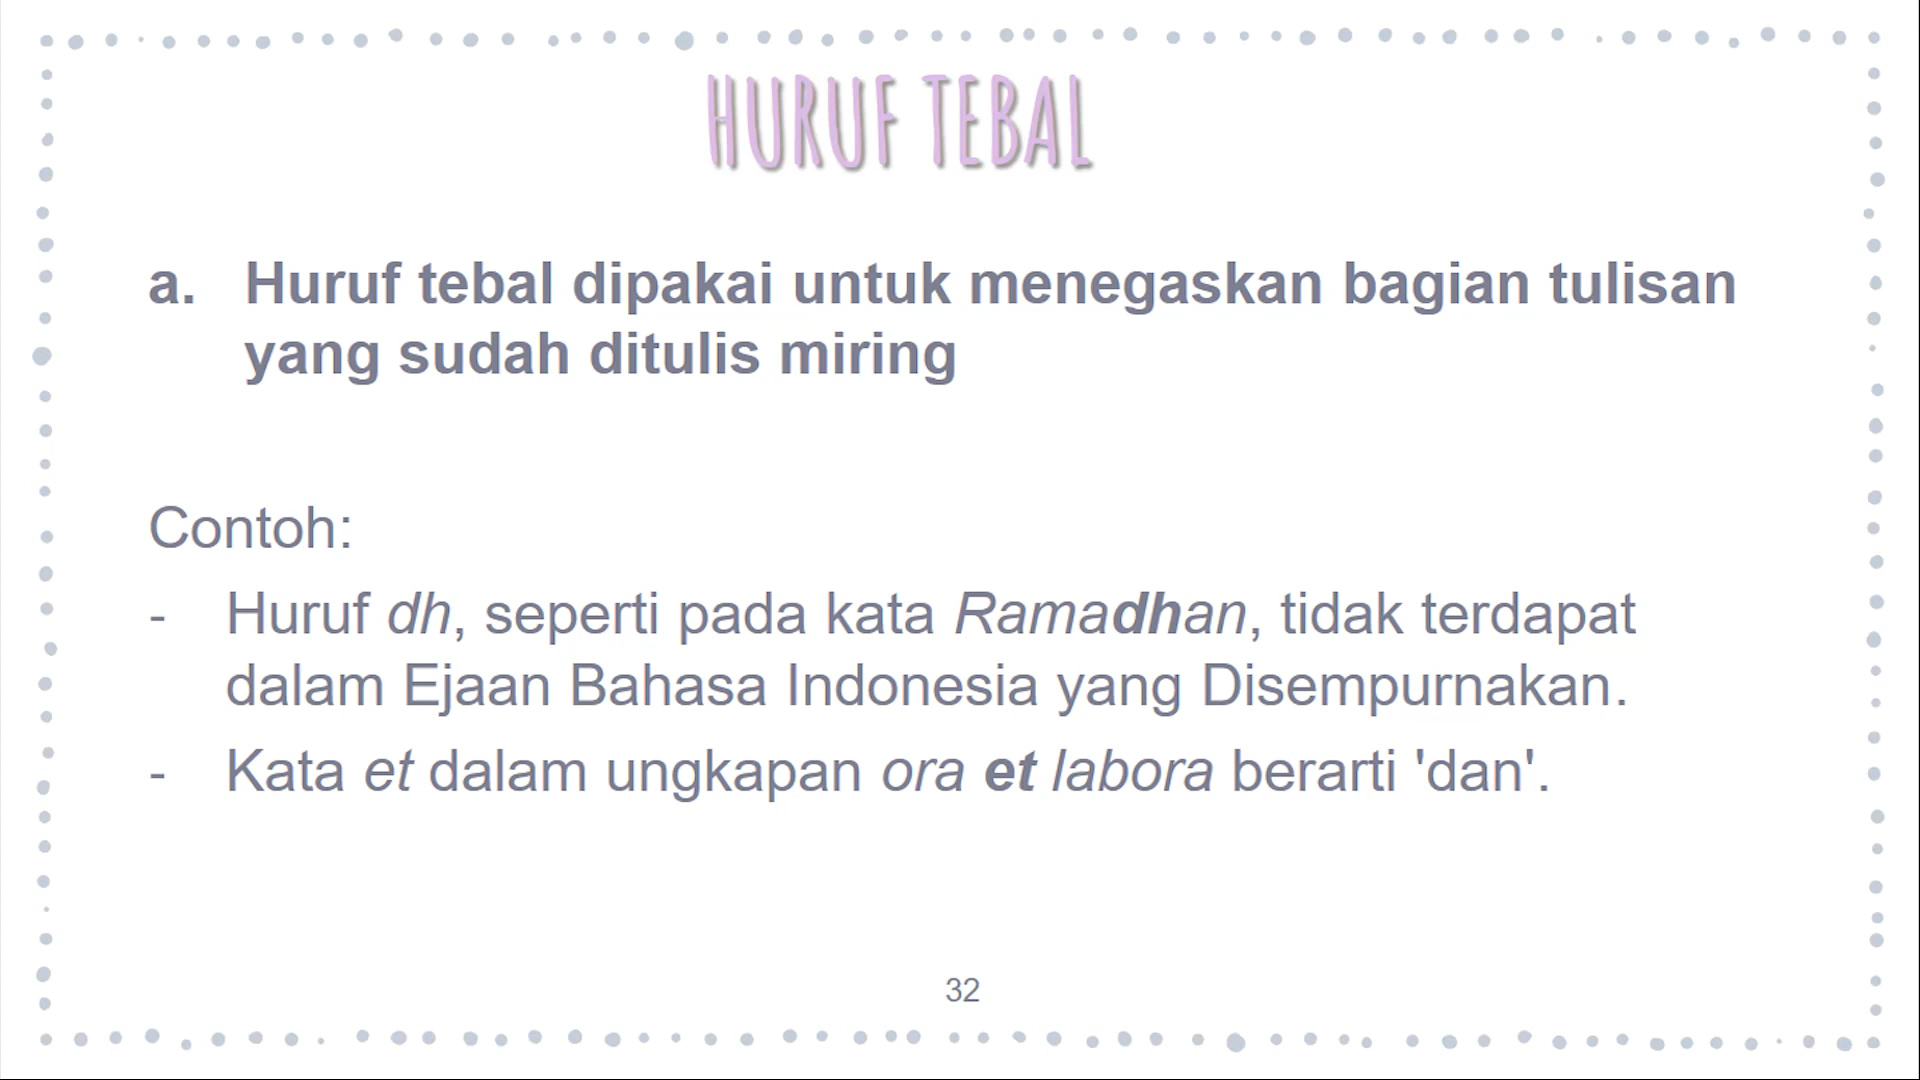 HURUF TEBAL
a. Huruf tebal dipakai untuk menegaskan bagian tulisan
yang sudah ditulis miring
Contoh:
- Huruf dh, seperti pada kata Ramadhan, tidak terdapat
dalam Ejaan Bahasa Indonesia yang Disempurnakan.
- Kata et dalam ungkapan ora et labora berarti 'dan'.
32